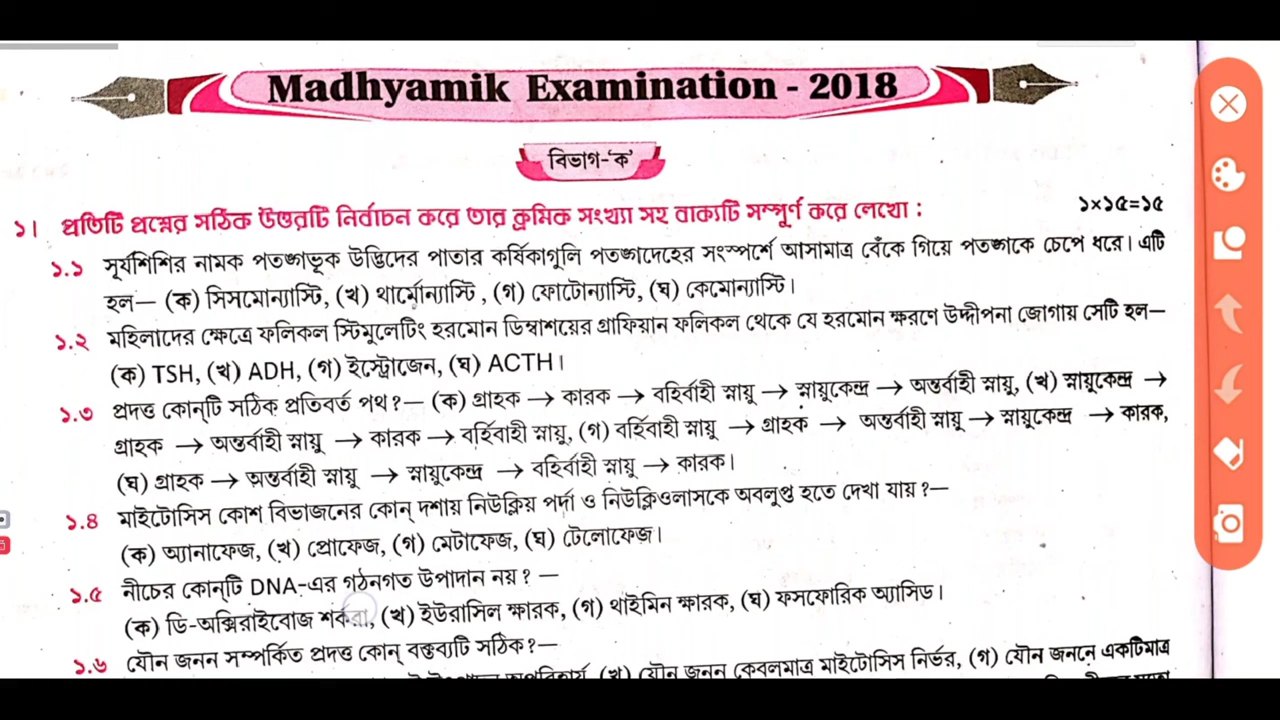 Madhyamik Examination - 2018
বিভাগ-‘ক’
১। প্রতিটি প্রশ্নের সঠিক উত্তরটি নির্বাচন করে তার ক্রমিক সংখ্যা সহ বাক্যটি সম্পূর্ণ করে লেখো : ১×১৫=১৫
১.১ সূর্যশিশির নামক পতঙ্গভূক উদ্ভিদের পাতার কর্ষিকাগুলি পতঙ্গদেহের সংস্পর্শে আসামাত্র বেঁকে গিয়ে পতঙ্গকে চেপে ধরে। এটি
হল— (ক) সিসমোন্যাস্টি, (খ) থার্মোন্যাস্টি, (গ) ফোটোন্যাস্টি, (ঘ) কেমোন্যাস্টি।
১.২ মহিলাদের ক্ষেত্রে ফলিকল স্টিমুলেটিং হরমোন ডিম্বাশয়ের গ্রাফিয়ান ফলিকল থেকে যে হরমোন ক্ষরণে উদ্দীপনা জোগায় সেটি হল—
(ক) TSH, (খ) ADH, (গ) ইস্ট্রোজেন, (ঘ) ACTH।
১.৩ প্রদত্ত কোন্‌টি সঠিক প্রতিবর্ত পথ?— (ক) গ্রাহক → কারক → বহির্বাহী স্নায়ু → স্নায়ুকেন্দ্র → অন্তর্বাহী স্নায়ু, (খ) স্নায়ুকেন্দ্র →
গ্রাহক → অন্তর্বাহী স্নায়ু → কারক → বর্হিবাহী স্নায়ু, (গ) বর্হিবাহী স্নায়ু → গ্রাহক → অন্তর্বাহী স্নায়ু → স্নায়ুকেন্দ্র → কারক,
(ঘ) গ্রাহক → অন্তর্বাহী স্নায়ু → স্নায়ুকেন্দ্র → বহির্বাহী স্নায়ু → কারক।
১.৪ মাইটোসিস কোশ বিভাজনের কোন্ দশায় নিউক্লিয় পর্দা ও নিউক্লিওলাসকে অবলুপ্ত হতে দেখা যায়?—
(ক) অ্যানাফেজ, (খ) প্রোফেজ, (গ) মেটাফেজ, (ঘ) টেলোফেজ।
১.৫ নীচের কোন্‌টি DNA-এর গঠনগত উপাদান নয়? —
(ক) ডি-অক্সিরাইবোজ শর্করা, (খ) ইউরাসিল ক্ষারক, (গ) থাইমিন ক্ষারক, (ঘ) ফসফোরিক অ্যাসিড।
১.৬ যৌন জনন সম্পর্কিত প্রদত্ত কোন্ বক্তব্যটি সঠিক?—
অপরিহার্য, (খ) যৌন জনন কেবলমাত্র মাইটোসিস নির্ভর, (গ) যৌন জননে একটিমাত্র